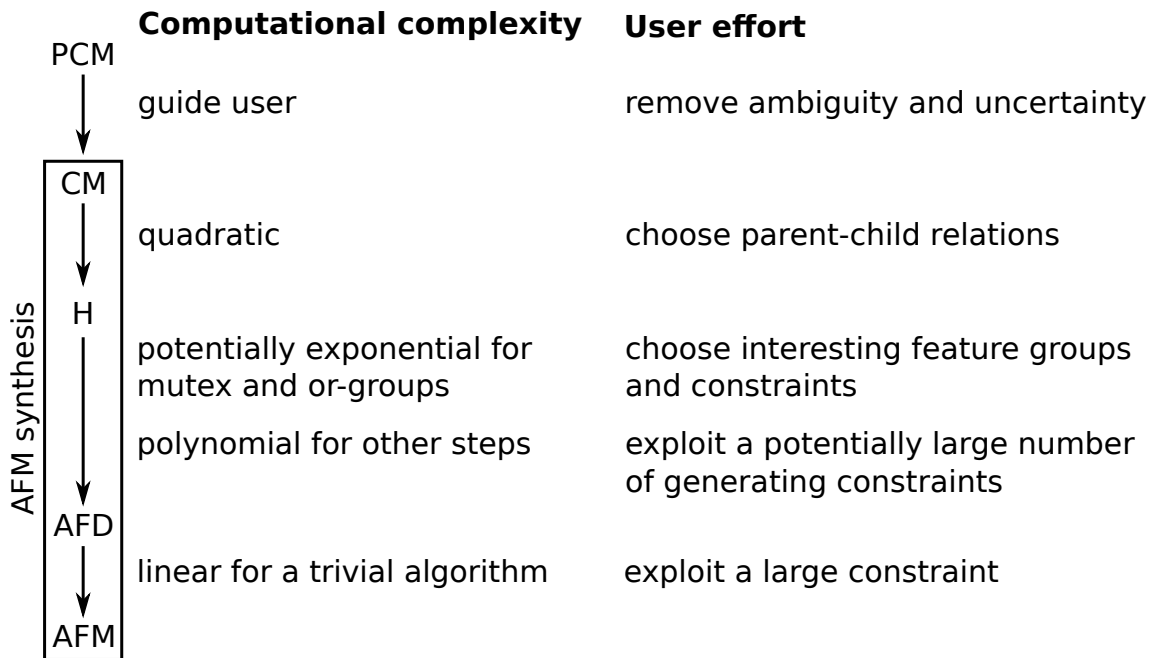 Computational complexity
User effort
PCM
guide user
remove ambiguity and uncertainty
CM
quadratic
choose parent-child relations
H
potentially exponential for
mutex and or-groups
choose interesting feature groups
and constraints
AFM synthesis
polynomial for other steps
exploit a potentially large number
of generating constraints
AFD
linear for a trivial algorithm
exploit a large constraint
AFM